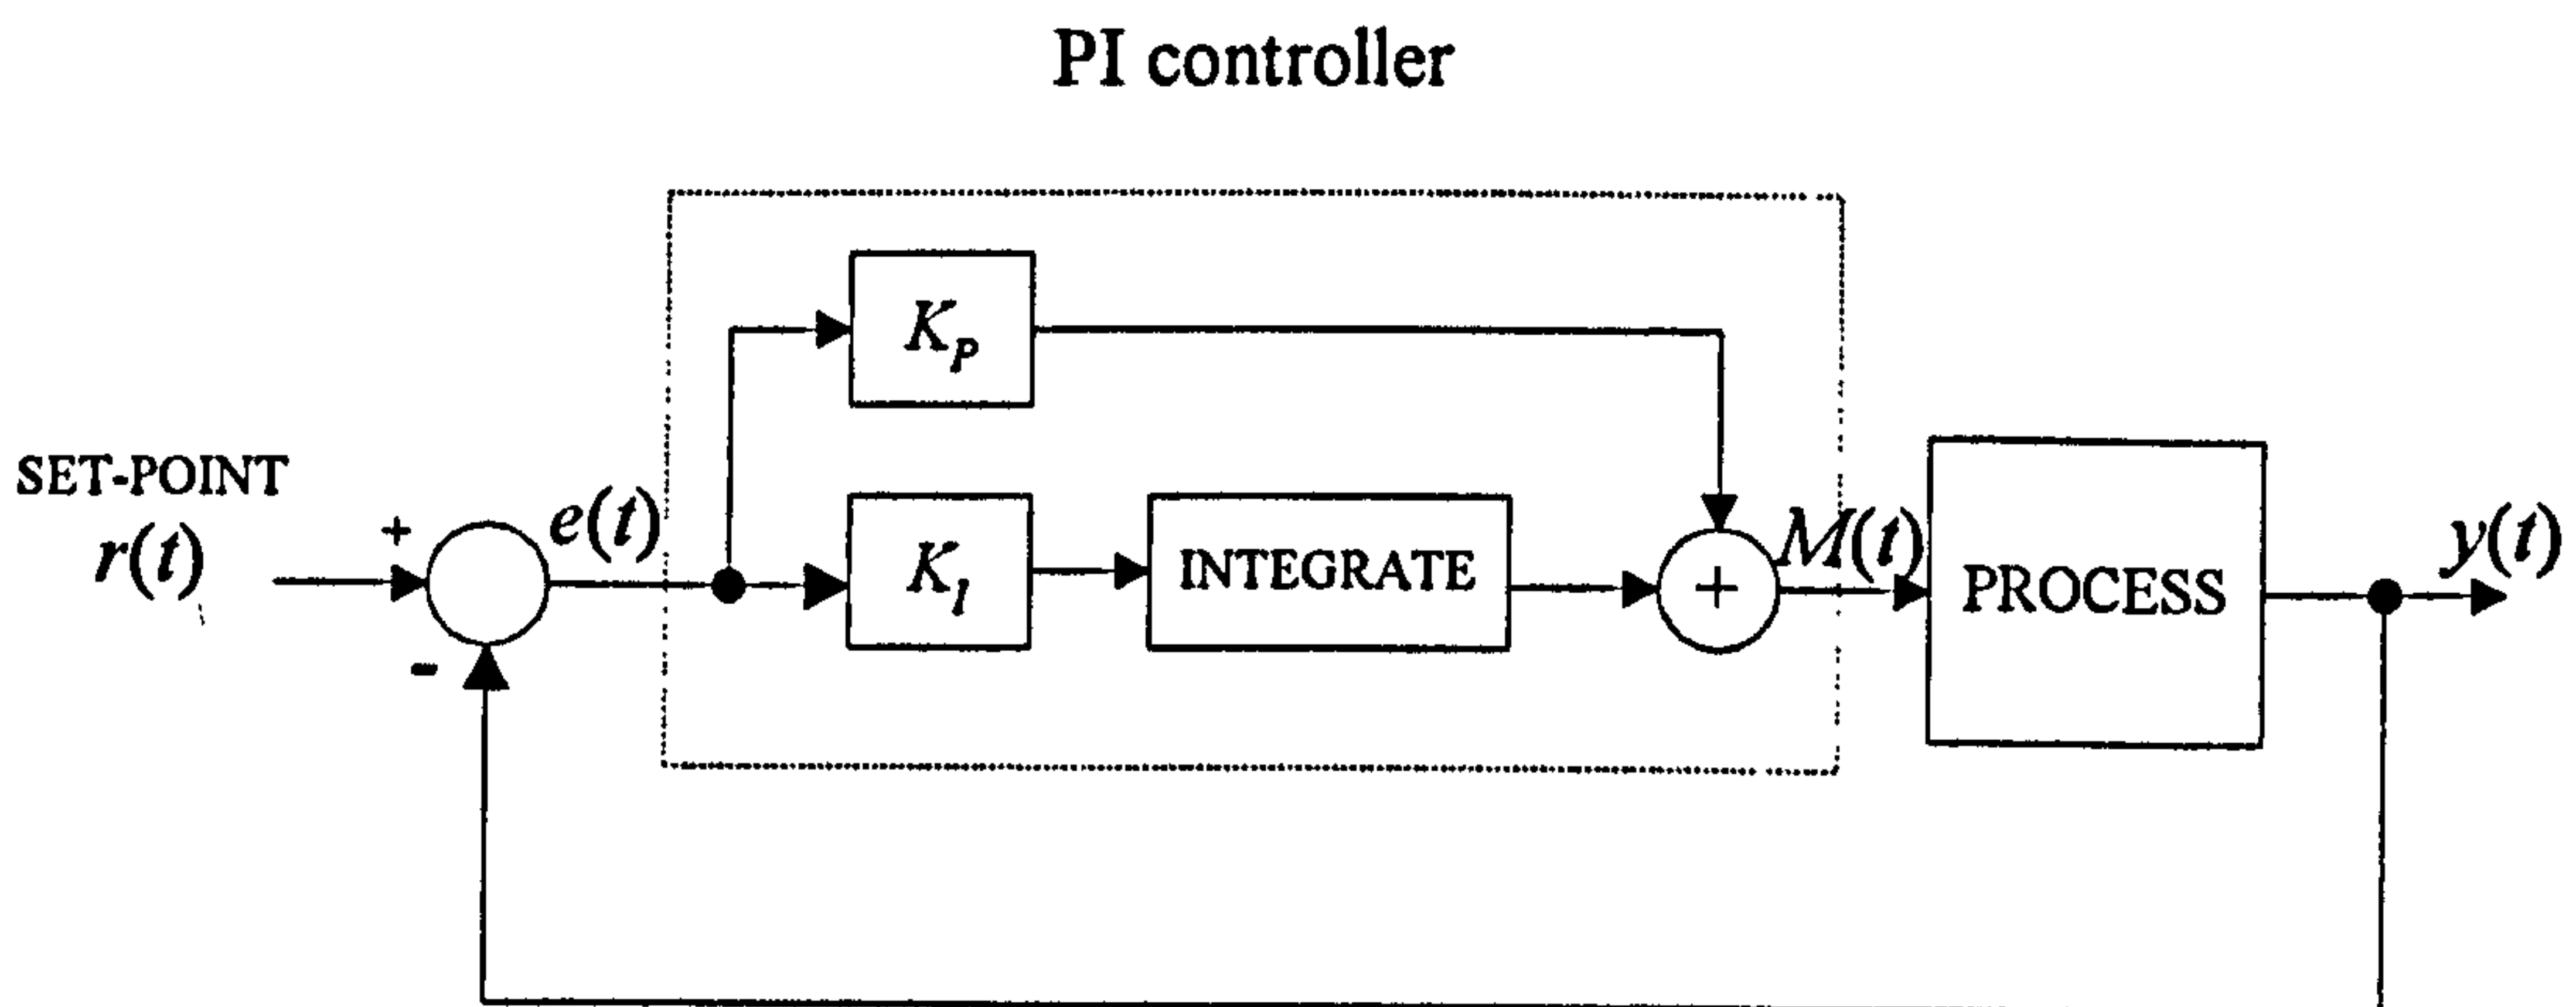 PI controller
K_P
SET-POINT
r(t)
+
-
e(t)
K_I
INTEGRATE
+
M(t)
PROCESS
y(t)